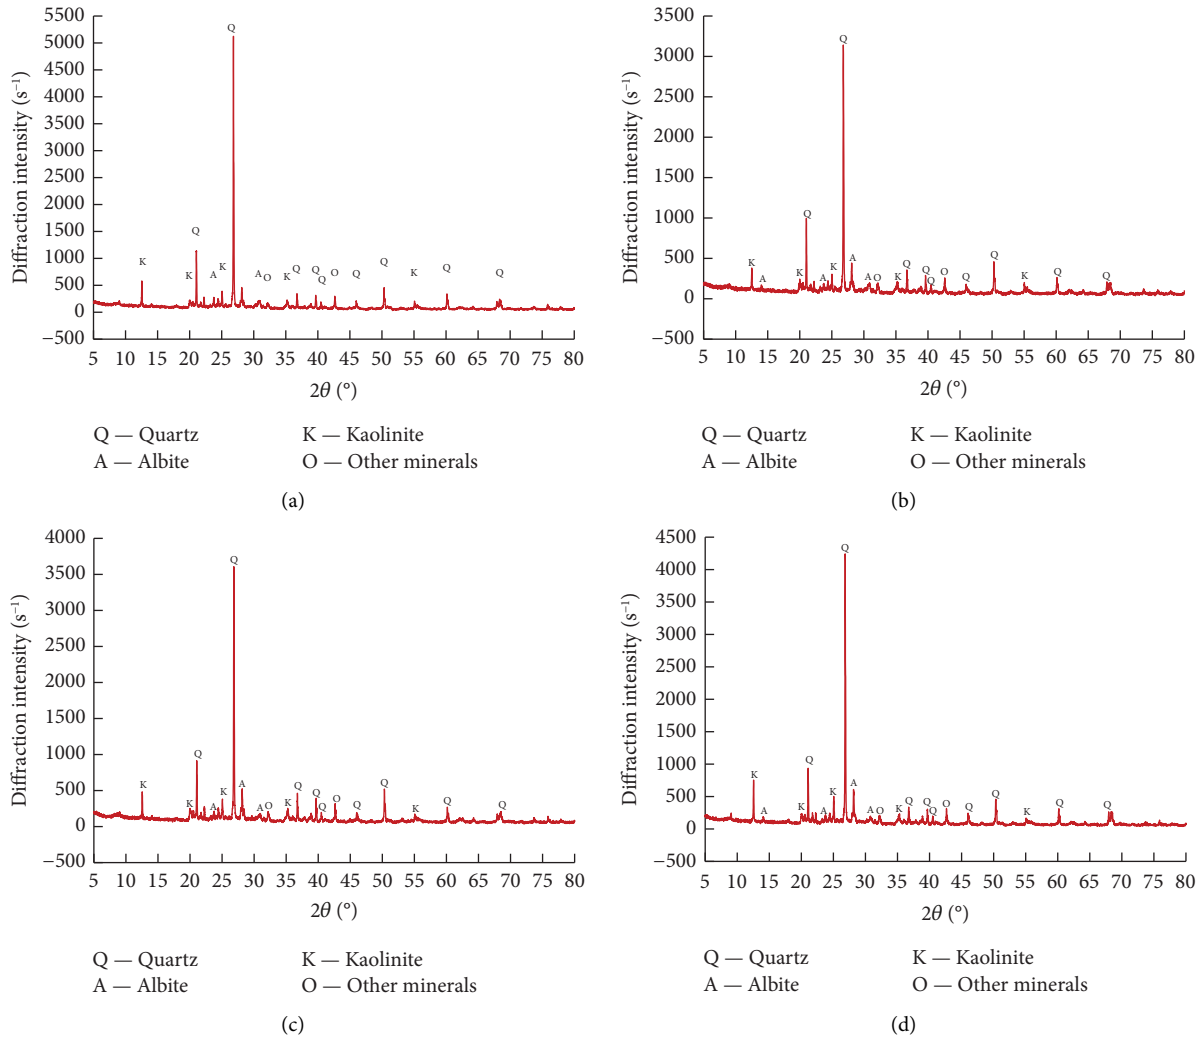 5500
5000
4500
4000
3500
3000
2500
2000
1500
1000
500
0
−500
Diffraction intensity (s−1)
Q
Q
K
K
A
K
A
O
K
Q
Q
Q
O
Q
Q
K
Q
Q
5 10 15 20 25 30 35 40 45 50 55 60 65 70 75 80
2θ (°)
Q — Quartz K — Kaolinite
A — Albite O — Other minerals
(a)
3500
3000
2500
2000
1500
1000
500
0
−500
Diffraction intensity (s−1)
Q
Q
K
A
K
A
K
A
A
O
K
Q
Q
Q
O
Q
Q
K
Q
Q
5 10 15 20 25 30 35 40 45 50 55 60 65 70 75 80
2θ (°)
Q — Quartz K — Kaolinite
A — Albite O — Other minerals
(b)
4000
3500
3000
2500
2000
1500
1000
500
0
−500
Diffraction intensity (s−1)
Q
Q
K
K
A
K
A
A
O
K
Q
Q
Q
O
Q
Q
K
Q
Q
5 10 15 20 25 30 35 40 45 50 55 60 65 70 75 80
2θ (°)
Q — Quartz K — Kaolinite
A — Albite O — Other minerals
(c)
4500
4000
3500
3000
2500
2000
1500
1000
500
0
−500
Diffraction intensity (s−1)
Q
Q
K
A
K
A
K
A
A
O
K
Q
Q
Q
O
Q
Q
K
Q
Q
5 10 15 20 25 30 35 40 45 50 55 60 65 70 75 80
2θ (°)
Q — Quartz K — Kaolinite
A — Albite O — Other minerals
(d)